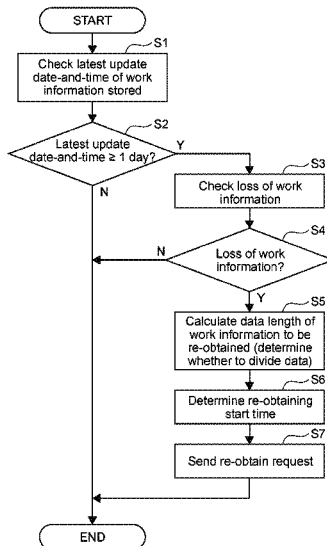 START
S1
Check latest update
date-and-time of work
information stored
S2
Latest update
date-and-time ≥ 1 day?
Y
N
S3
Check loss of work
information
S4
Loss of work
information?
N
Y
S5
Calculate data length of
work information to be
re-obtained (determine
whether to divide data)
S6
Determine re-obtaining
start time
S7
Send re-obtain request
END